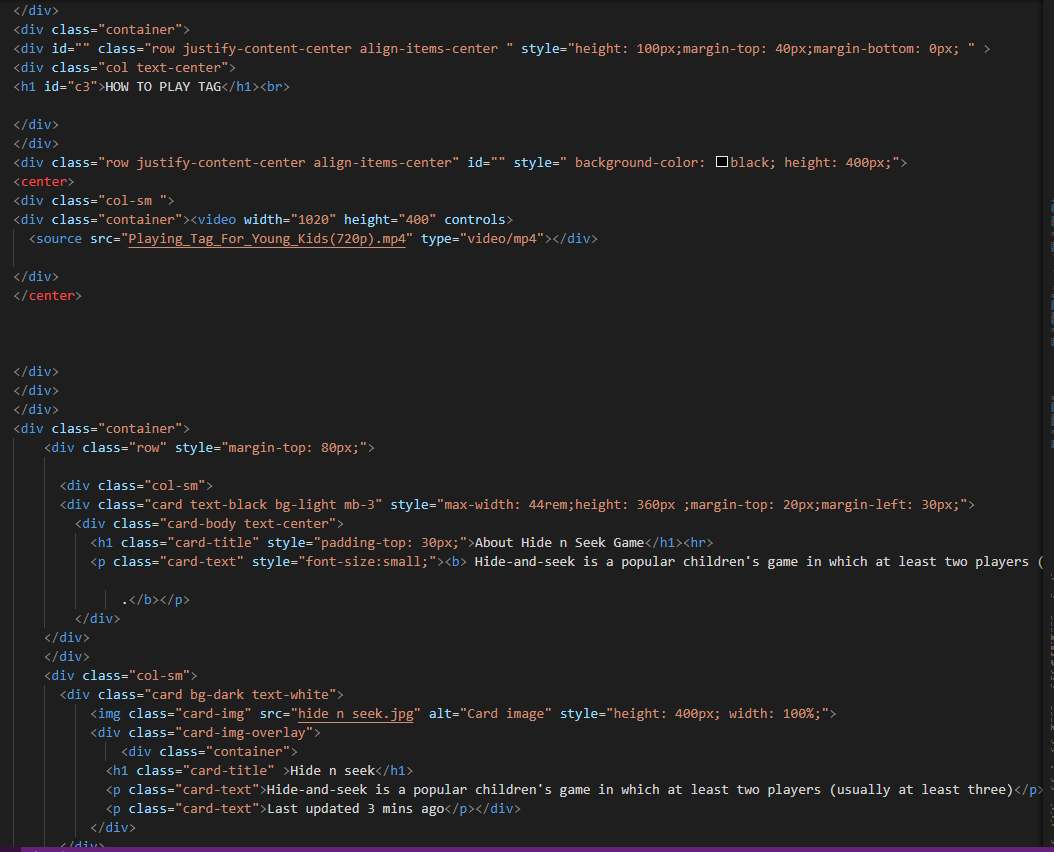 </div>
<div class="container">
<div id="" class="row justify-content-center align-items-center " style="height: 100px;margin-top: 40px;margin-bottom: 0px; " >
<div class="col text-center">
<h1 id="c3">HOW TO PLAY TAG</h1><br>
</div>
</div>
<div class="row justify-content-center align-items-center" id="" style=" background-color: black; height: 400px;">
<center>
<div class="col-sm ">
<div class="container"><video width="1020" height="400" controls>
<source src="Playing_Tag_For_Young_Kids(720p).mp4" type="video/mp4"></div>
</div>
</center>
</div>
</div>
</div>
<div class="container">
<div class="row" style="margin-top: 80px;">
<div class="col-sm">
<div class="card text-black bg-light mb-3" style="max-width: 44rem;height: 360px ;margin-top: 20px;margin-left: 30px;">
<div class="card-body text-center">
<h1 class="card-title" style="padding-top: 30px;">About Hide n Seek Game</h1><hr>
<p class="card-text" style="font-size:small;"><b> Hide-and-seek is a popular children's game in which at least two players (
.</b></p>
</div>
</div>
</div>
<div class="col-sm">
<div class="card bg-dark text-white">
<img class="card-img" src="hide n seek.jpg" alt="Card image" style="height: 400px; width: 100%;">
<div class="card-img-overlay">
<div class="container">
<h1 class="card-title" >Hide n seek</h1>
<p class="card-text">Hide-and-seek is a popular children's game in which at least two players (usually at least three)</p>
<p class="card-text">Last updated 3 mins ago</p></div>
</div>
</div>